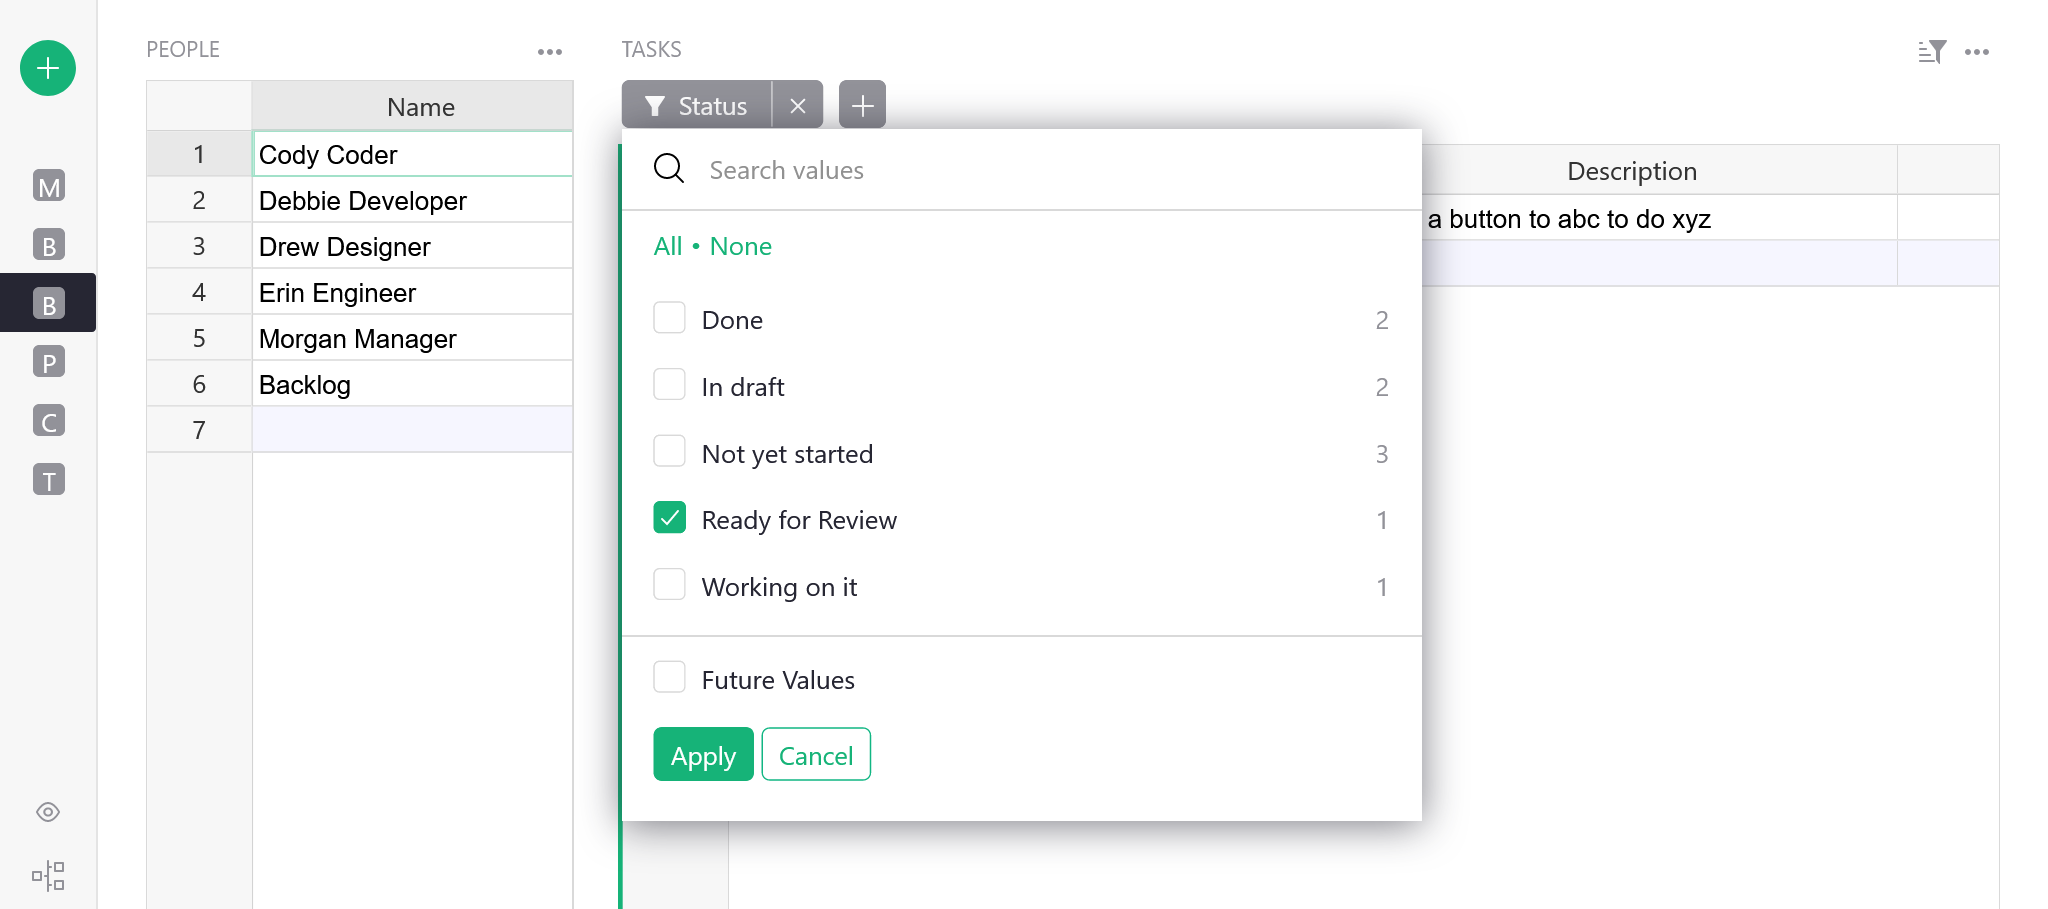 PEOPLE
Name
1 Cody Coder
2 Debbie Developer
3 Drew Designer
4 Erin Engineer
5 Morgan Manager
6 Backlog
7
M
B
B
P
C
T
TASKS
Status
Search values
All • None
Done 2
In draft 2
Not yet started 3
Ready for Review 1
Working on it 1
Future Values
Apply Cancel
Description
a button to abc to do xyz